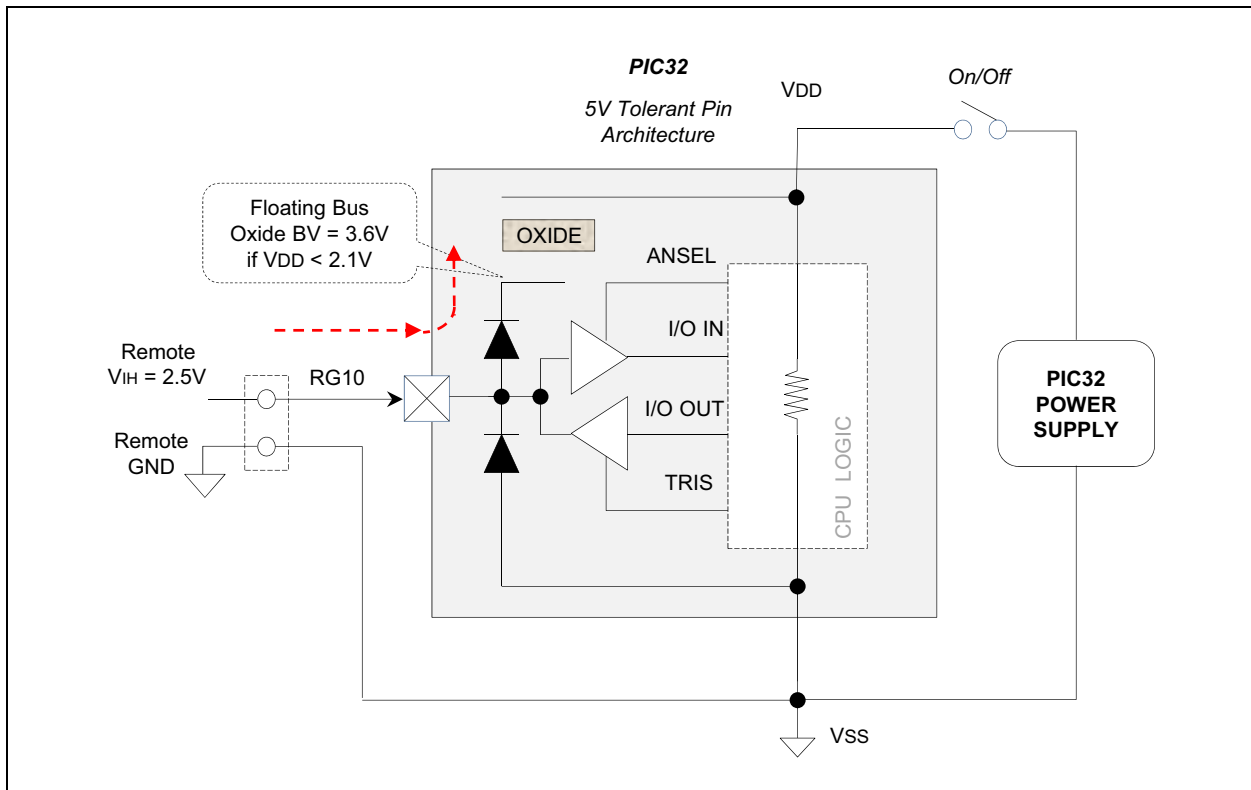 PIC32
5V Tolerant Pin
Architecture
VDD
On/Off
Floating Bus
Oxide BV = 3.6V
if VDD < 2.1V
OXIDE
ANSEL
I/O IN
I/O OUT
TRIS
CPU LOGIC
Remote
VIH = 2.5V
RG10
Remote
GND
PIC32
POWER
SUPPLY
VSS